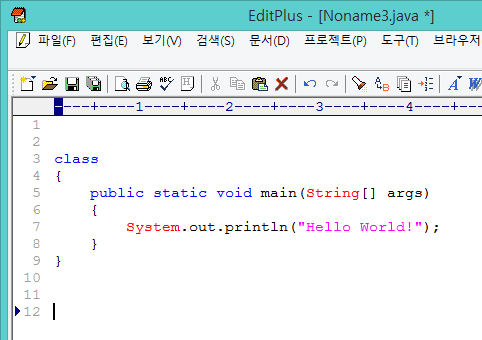 EditPlus - [Noname3.java *]
파일(F) 편집(E) 보기(V) 검색(S) 문서(D) 프로젝트(P) 도구(T) 브라우저
----+----1----+----2----+----3----+----4----+---
1
2
3 class
4 {
5     public static void main(String[] args)
6     {
7         System.out.println("Hello World!");
8     }
9 }
10
11
12